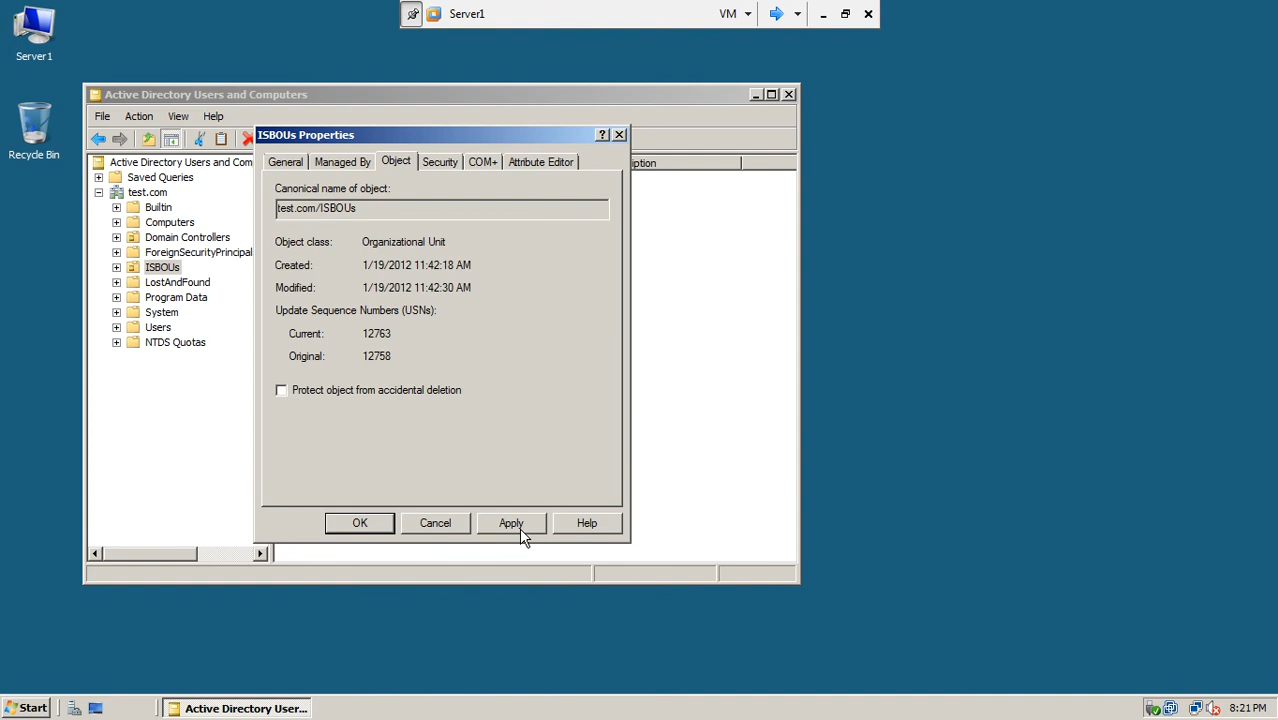 Server1
VM
Server1
Recycle Bin
Active Directory Users and Computers
File Action View Help
Active Directory Users and Com
Saved Queries
test.com
Builtin
Computers
Domain Controllers
ForeignSecurityPrincipal
ISBOUs
LostAndFound
Program Data
System
Users
NTDS Quotas
ption
ISBOUs Properties
General Managed By Object Security COM+ Attribute Editor
Canonical name of object:
test.com/ISBOUs
Object class: Organizational Unit
Created: 1/19/2012 11:42:18 AM
Modified: 1/19/2012 11:42:30 AM
Update Sequence Numbers (USNs):
Current: 12763
Original: 12758
Protect object from accidental deletion
OK Cancel Apply Help
Start Active Directory User... 8:21 PM